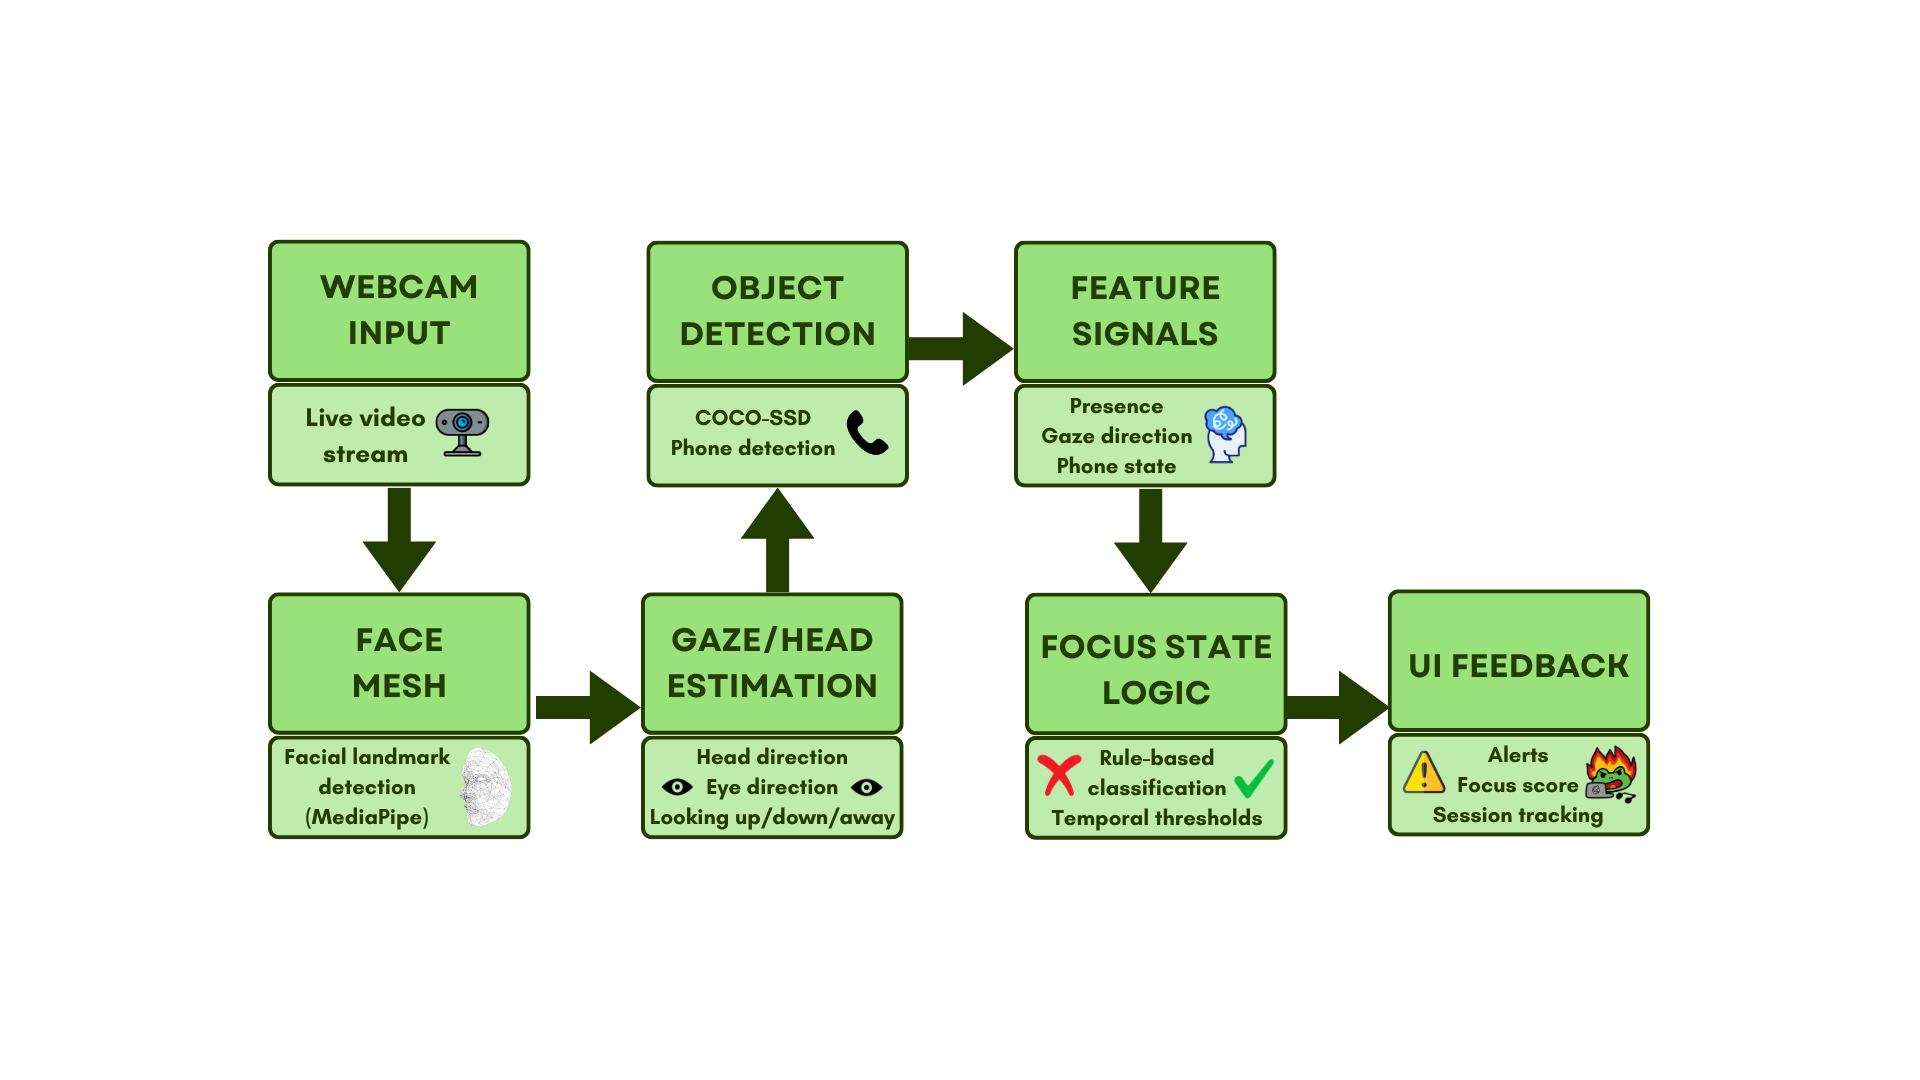 WEBCAM
INPUT
Live video
stream
FACE
MESH
Facial landmark
detection
(MediaPipe)
GAZE/HEAD
ESTIMATION
Head direction
Eye direction
Looking up/down/away
OBJECT
DETECTION
COCO-SSD
Phone detection
FEATURE
SIGNALS
Presence
Gaze direction
Phone state
FOCUS STATE
LOGIC
Rule-based
classification
Temporal thresholds
UI FEEDBACK
Alerts
Focus score
Session tracking